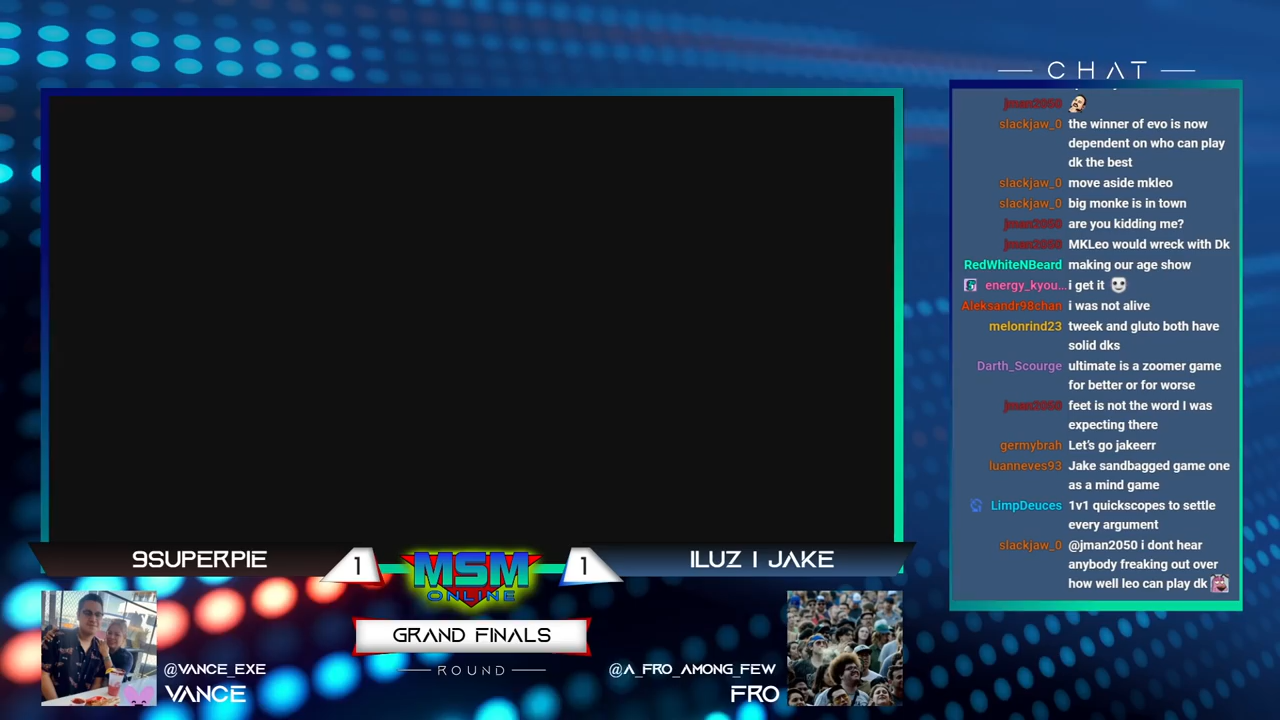 CHAT
jman2050
slackjaw_0 the winner of evo is now
dependent on who can play
dk the best
slackjaw_0 move aside mkleo
slackjaw_0 big monke is in town
jman2050 are you kidding me?
jman2050 MKLeo would wreck with Dk
RedWhiteNBeard making our age show
energy_kyou... i get it
Aleksandr98chan i was not alive
melonrind23 tweek and gluto both have
solid dks
Darth_Scourge ultimate is a zoomer game
for better or for worse
jman2050 feet is not the word I was
expecting there
germybrah Let's go jakeerr
luanneves93 Jake sandbagged game one
as a mind game
LimpDeuces 1v1 quickscopes to settle
every argument
slackjaw_0 @jman2050 i dont hear
anybody freaking out over
how well leo can play dk
9SUPERPIE 1
MSM
ONLINE
1 ILUZ | JAKE
GRAND FINALS
ROUND
@VANCE_EXE
VANCE
@A_FRO_AMONG_FEW
FRO